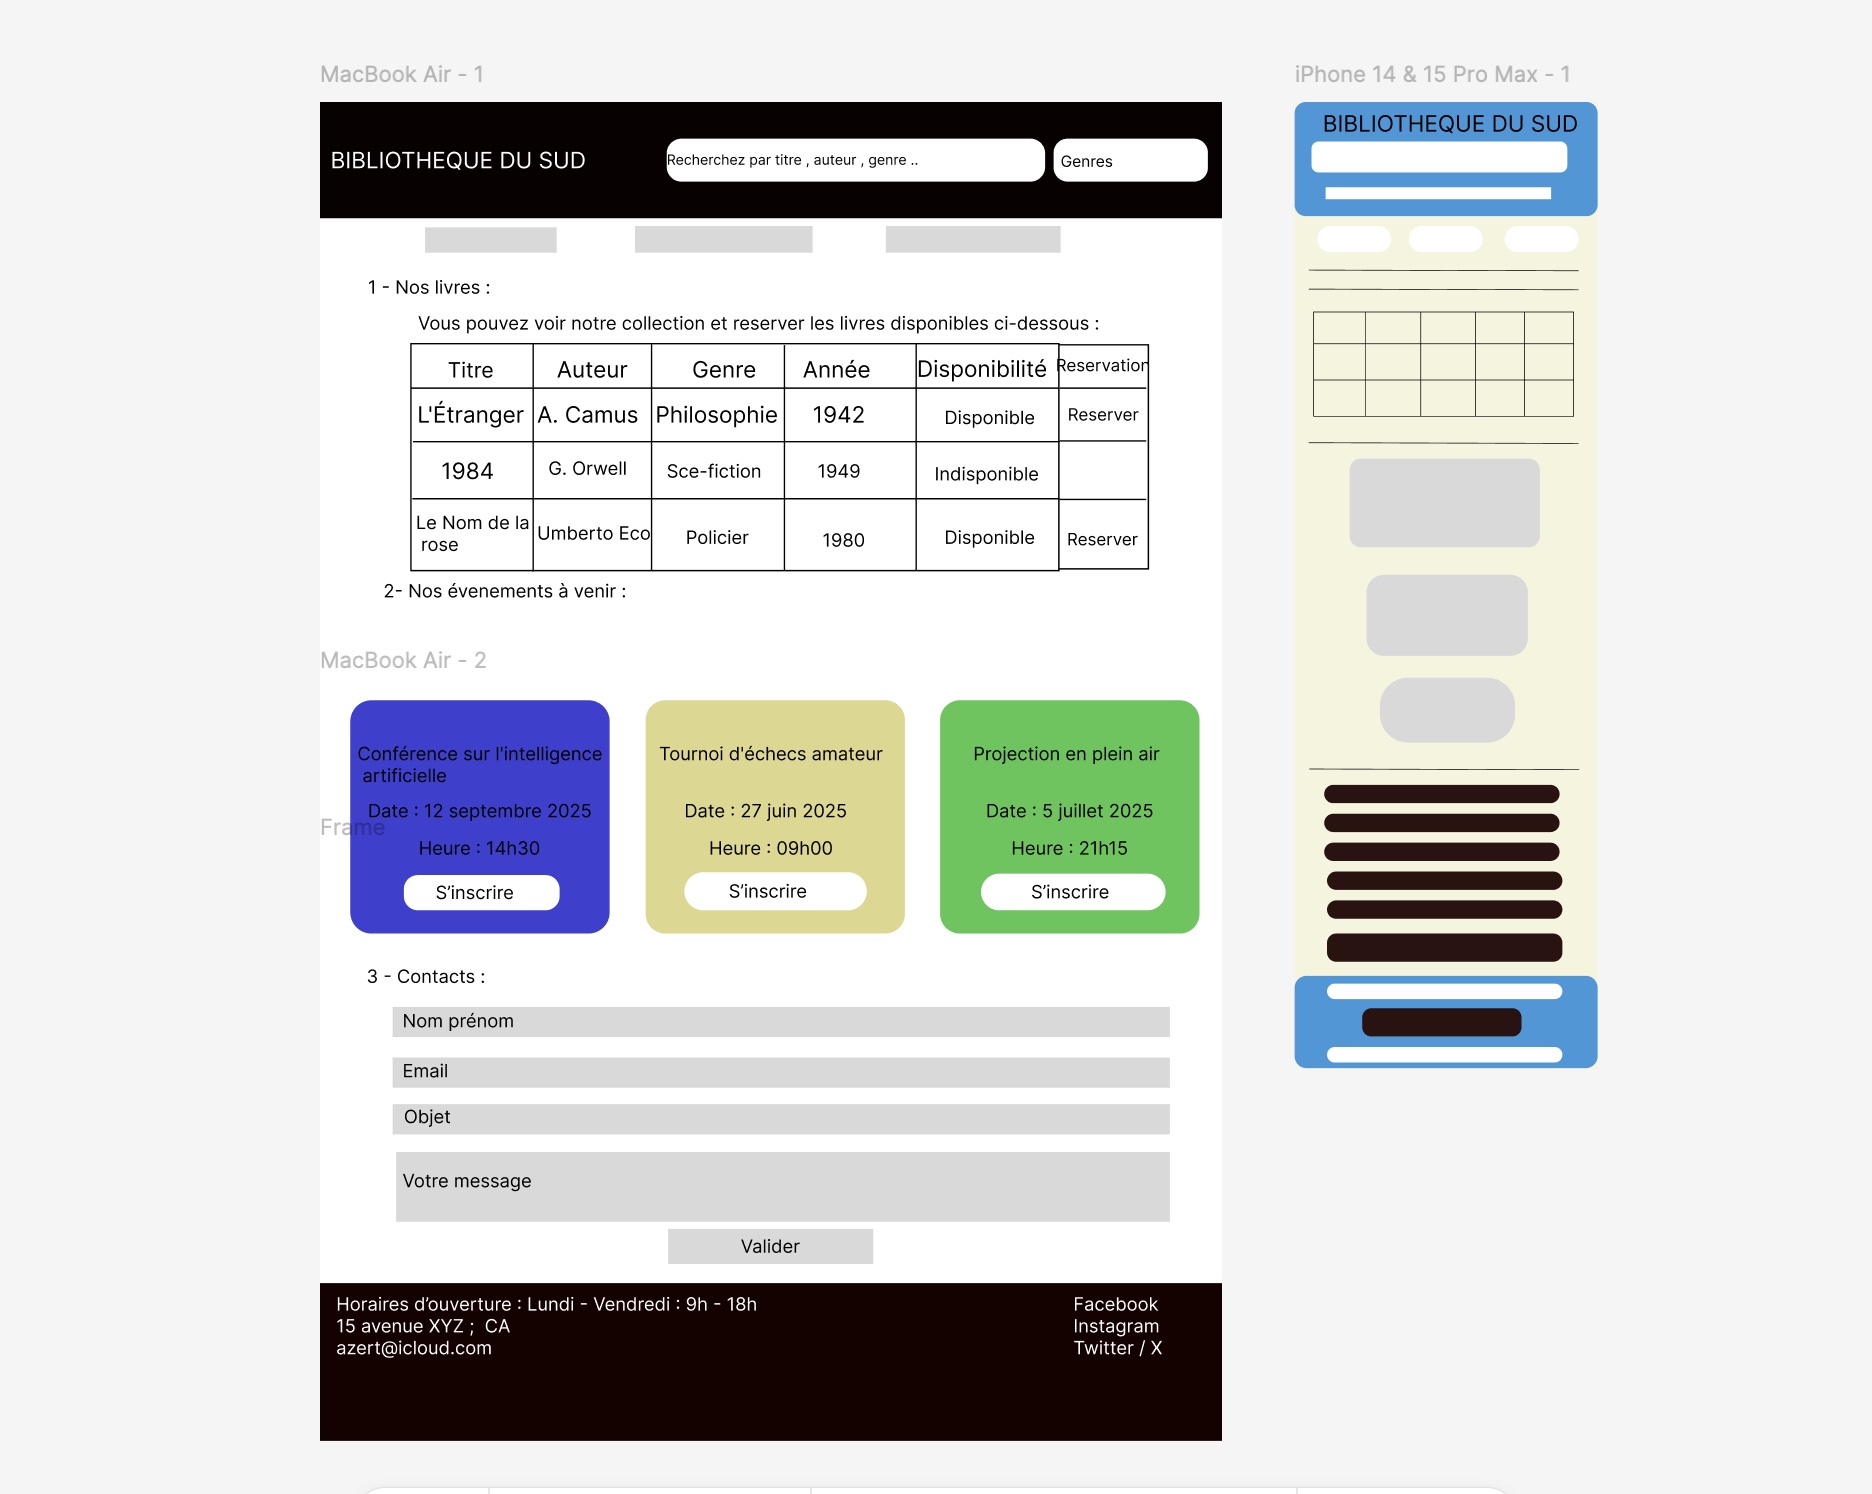 MacBook Air - 1
iPhone 14 & 15 Pro Max - 1
BIBLIOTHEQUE DU SUD
Recherchez par titre , auteur , genre ..
Genres
BIBLIOTHEQUE DU SUD
1 - Nos livres :
Vous pouvez voir notre collection et reserver les livres disponibles ci-dessous :
Titre Auteur Genre Année Disponibilité Reservation
L'Étranger A. Camus Philosophie 1942 Disponible Reserver
1984 G. Orwell Sce-fiction 1949 Indisponible
Le Nom de la
rose
Umberto Eco Policier 1980 Disponible Reserver
2- Nos évenements à venir :
MacBook Air - 2
Conférence sur l'intelligence
artificielle
Date : 12 septembre 2025
Frame
Heure : 14h30
S'inscrire
Tournoi d'échecs amateur
Date : 27 juin 2025
Heure : 09h00
S'inscrire
Projection en plein air
Date : 5 juillet 2025
Heure : 21h15
S'inscrire
3 - Contacts :
Nom prénom
Email
Objet
Votre message
Valider
Horaires d'ouverture : Lundi - Vendredi : 9h - 18h
15 avenue XYZ ;  CA
azert@icloud.com
Facebook
Instagram
Twitter / X